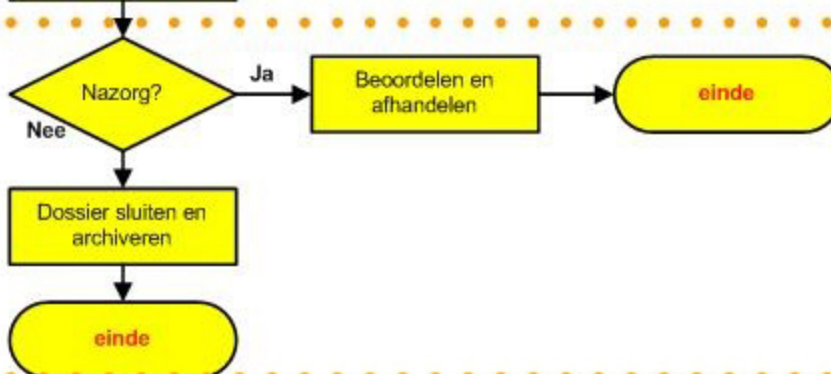 Nazorg?
Ja
Beoordelen en
afhandelen
einde
Nee
Dossier sluiten en
archiveren
einde